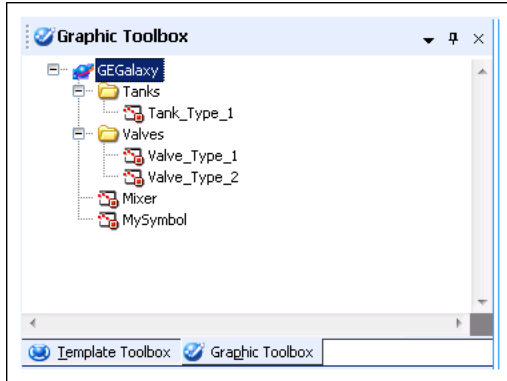 Graphic Toolbox
GEGalaxy
Tanks
Tank_Type_1
Valves
Valve_Type_1
Valve_Type_2
Mixer
MySymbol
Template Toolbox Graphic Toolbox